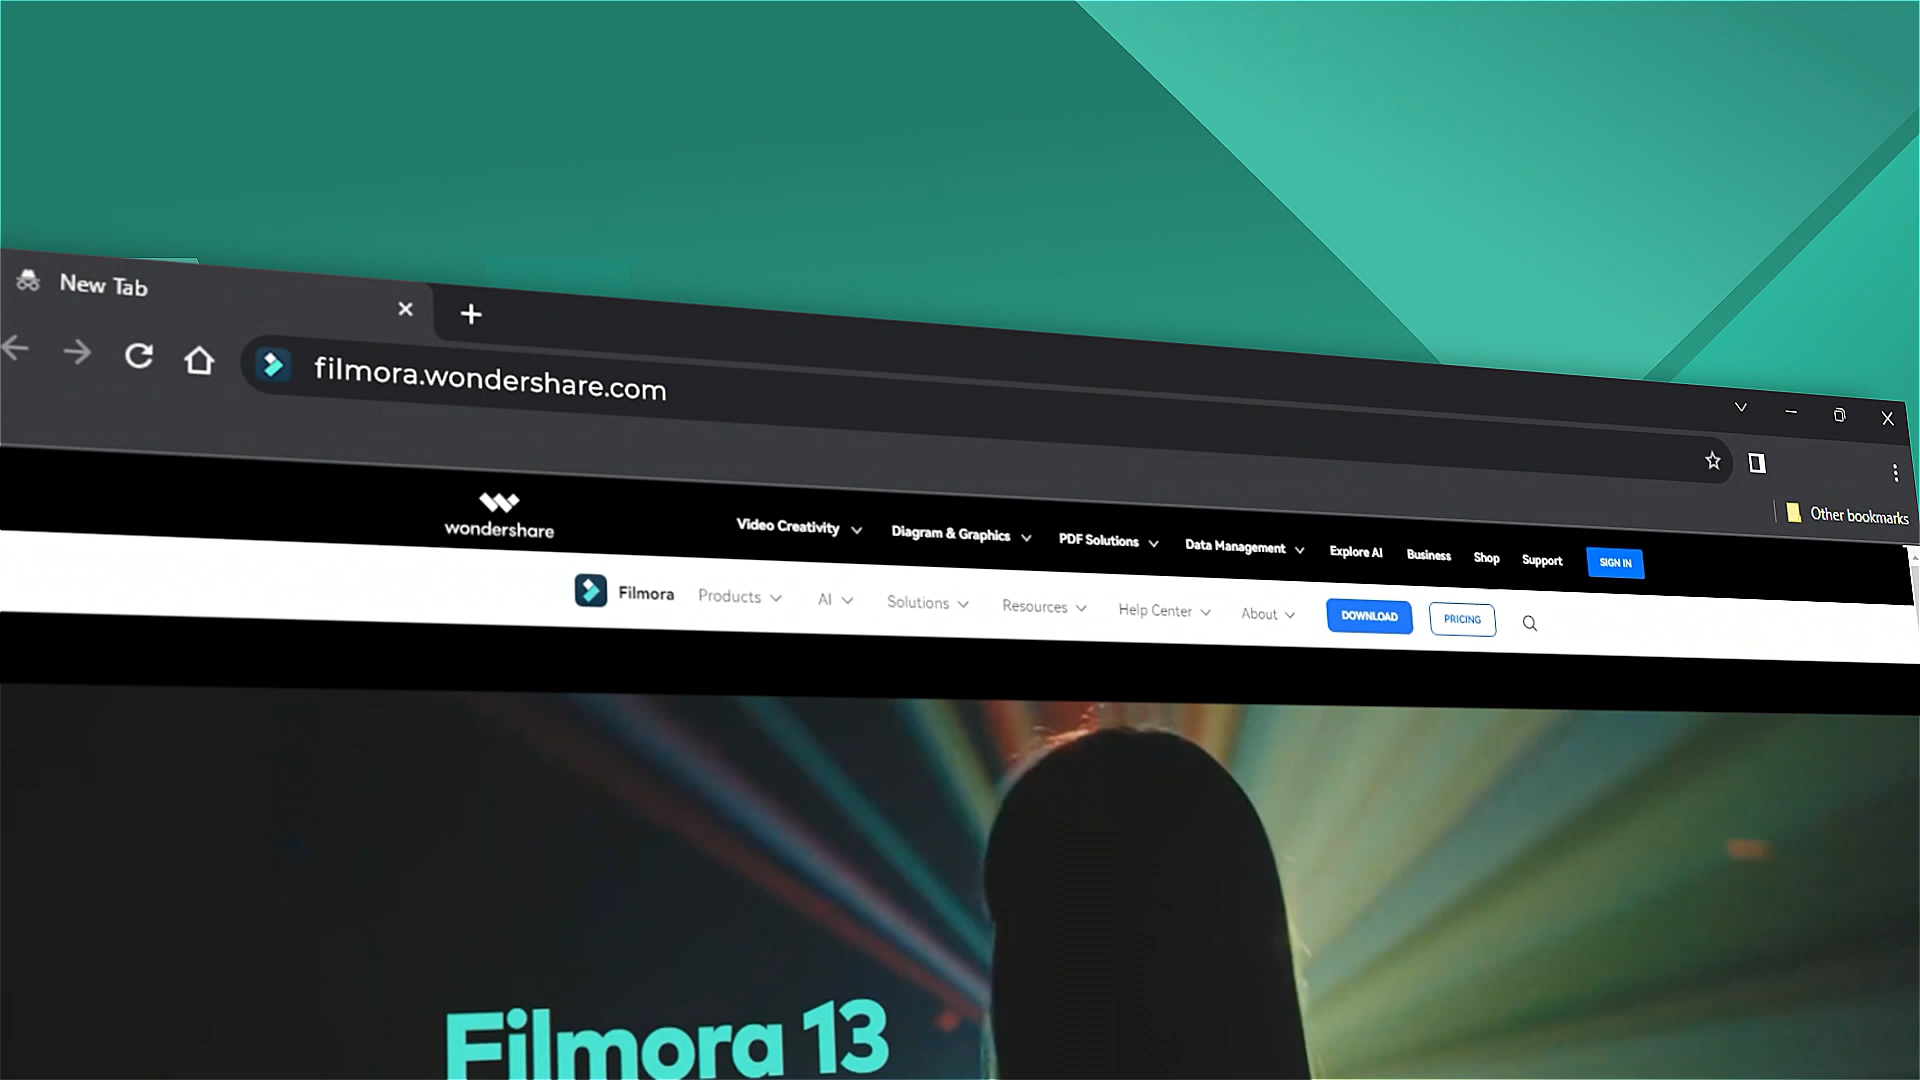 New Tab
filmora.wondershare.com
Other bookmarks
wondershare
Video Creativity
Diagram & Graphics
PDF Solutions
Data Management
Explore AI
Business
Shop
Support
SIGN IN
Filmora
Products
AI
Solutions
Resources
Help Center
About
DOWNLOAD
PRICING
Filmora 13